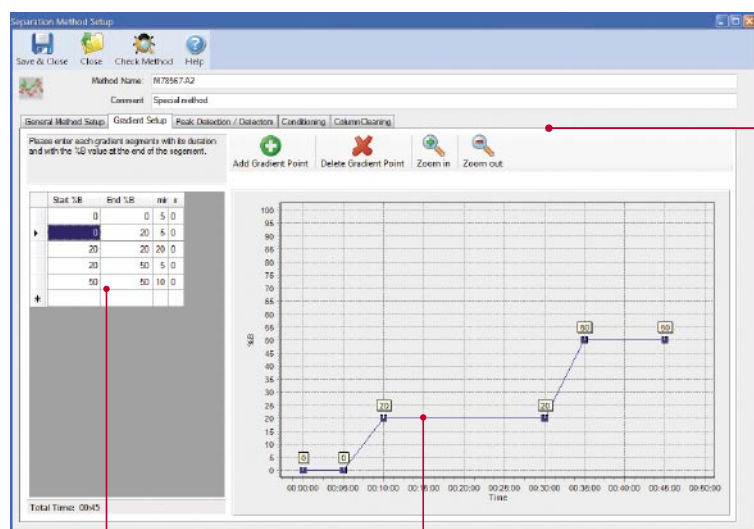 Separation Method Setup
Save & Close Close Check Method Help
Method Name: M78567-A2
Comment Special method
General Method Setup Gradient Setup Peak Detection / Detectors Conditioning Column Cleaning
Please enter each gradient segments with its duration
and with the %B value at the end of the segement.
Add Gradient Point Delete Gradient Point Zoom in Zoom out
Start %B End %B min s
0 0 5 0
0 20 5 0
20 20 20 0
20 50 5 0
50 50 10 0
*
100
95
90
85
80
75
70
65
60
55
50
45
40
35
30
25
20
15
10
5
0
%B
0 0 20 20 50 50
00:00:00 00:05:00 00:10:00 00:15:00 00:20:00 00:25:00 00:30:00 00:35:00 00:40:00 00:45:00 00:50:00
Time
Total Time: 00:45